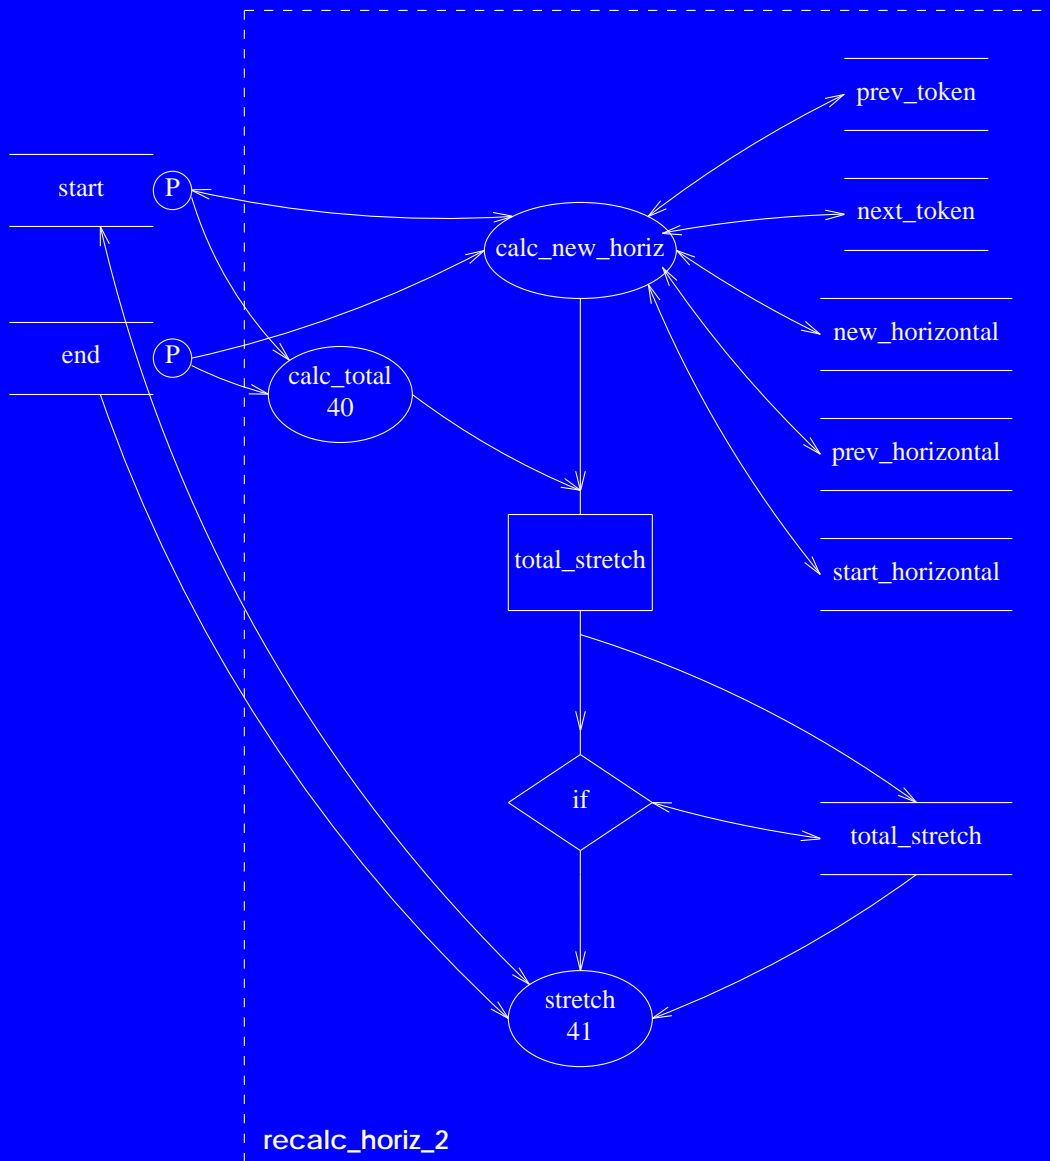 prev_token
start
P
next_token
calc_new_horiz
new_horizontal
end
P
calc_total
40
prev_horizontal
total_stretch
start_horizontal
if
total_stretch
stretch
41
recalc_horiz_2